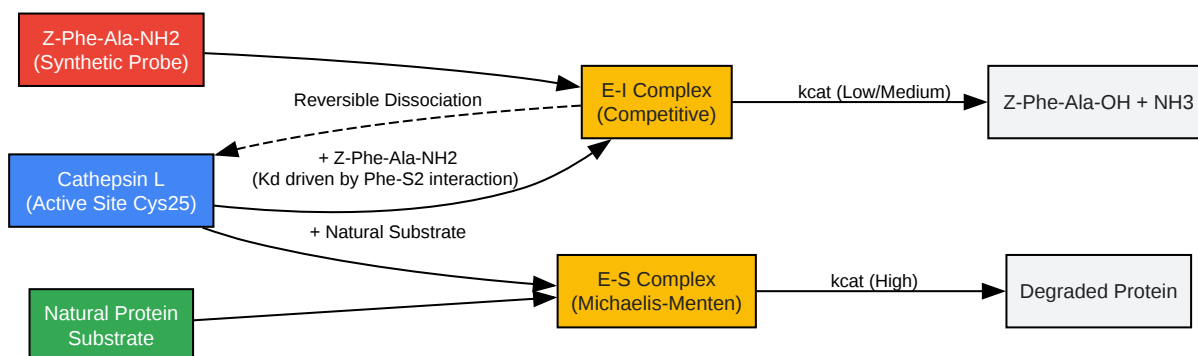 Z-Phe-Ala-NH2
(Synthetic Probe)
Reversible Dissociation
E-I Complex
(Competitive)
kcat (Low/Medium)
Z-Phe-Ala-OH + NH3
Cathepsin L
(Active Site Cys25)
+ Z-Phe-Ala-NH2
(Kd driven by Phe-S2 interaction)
+ Natural Substrate
E-S Complex
(Michaelis-Menten)
kcat (High)
Degraded Protein
Natural Protein
Substrate